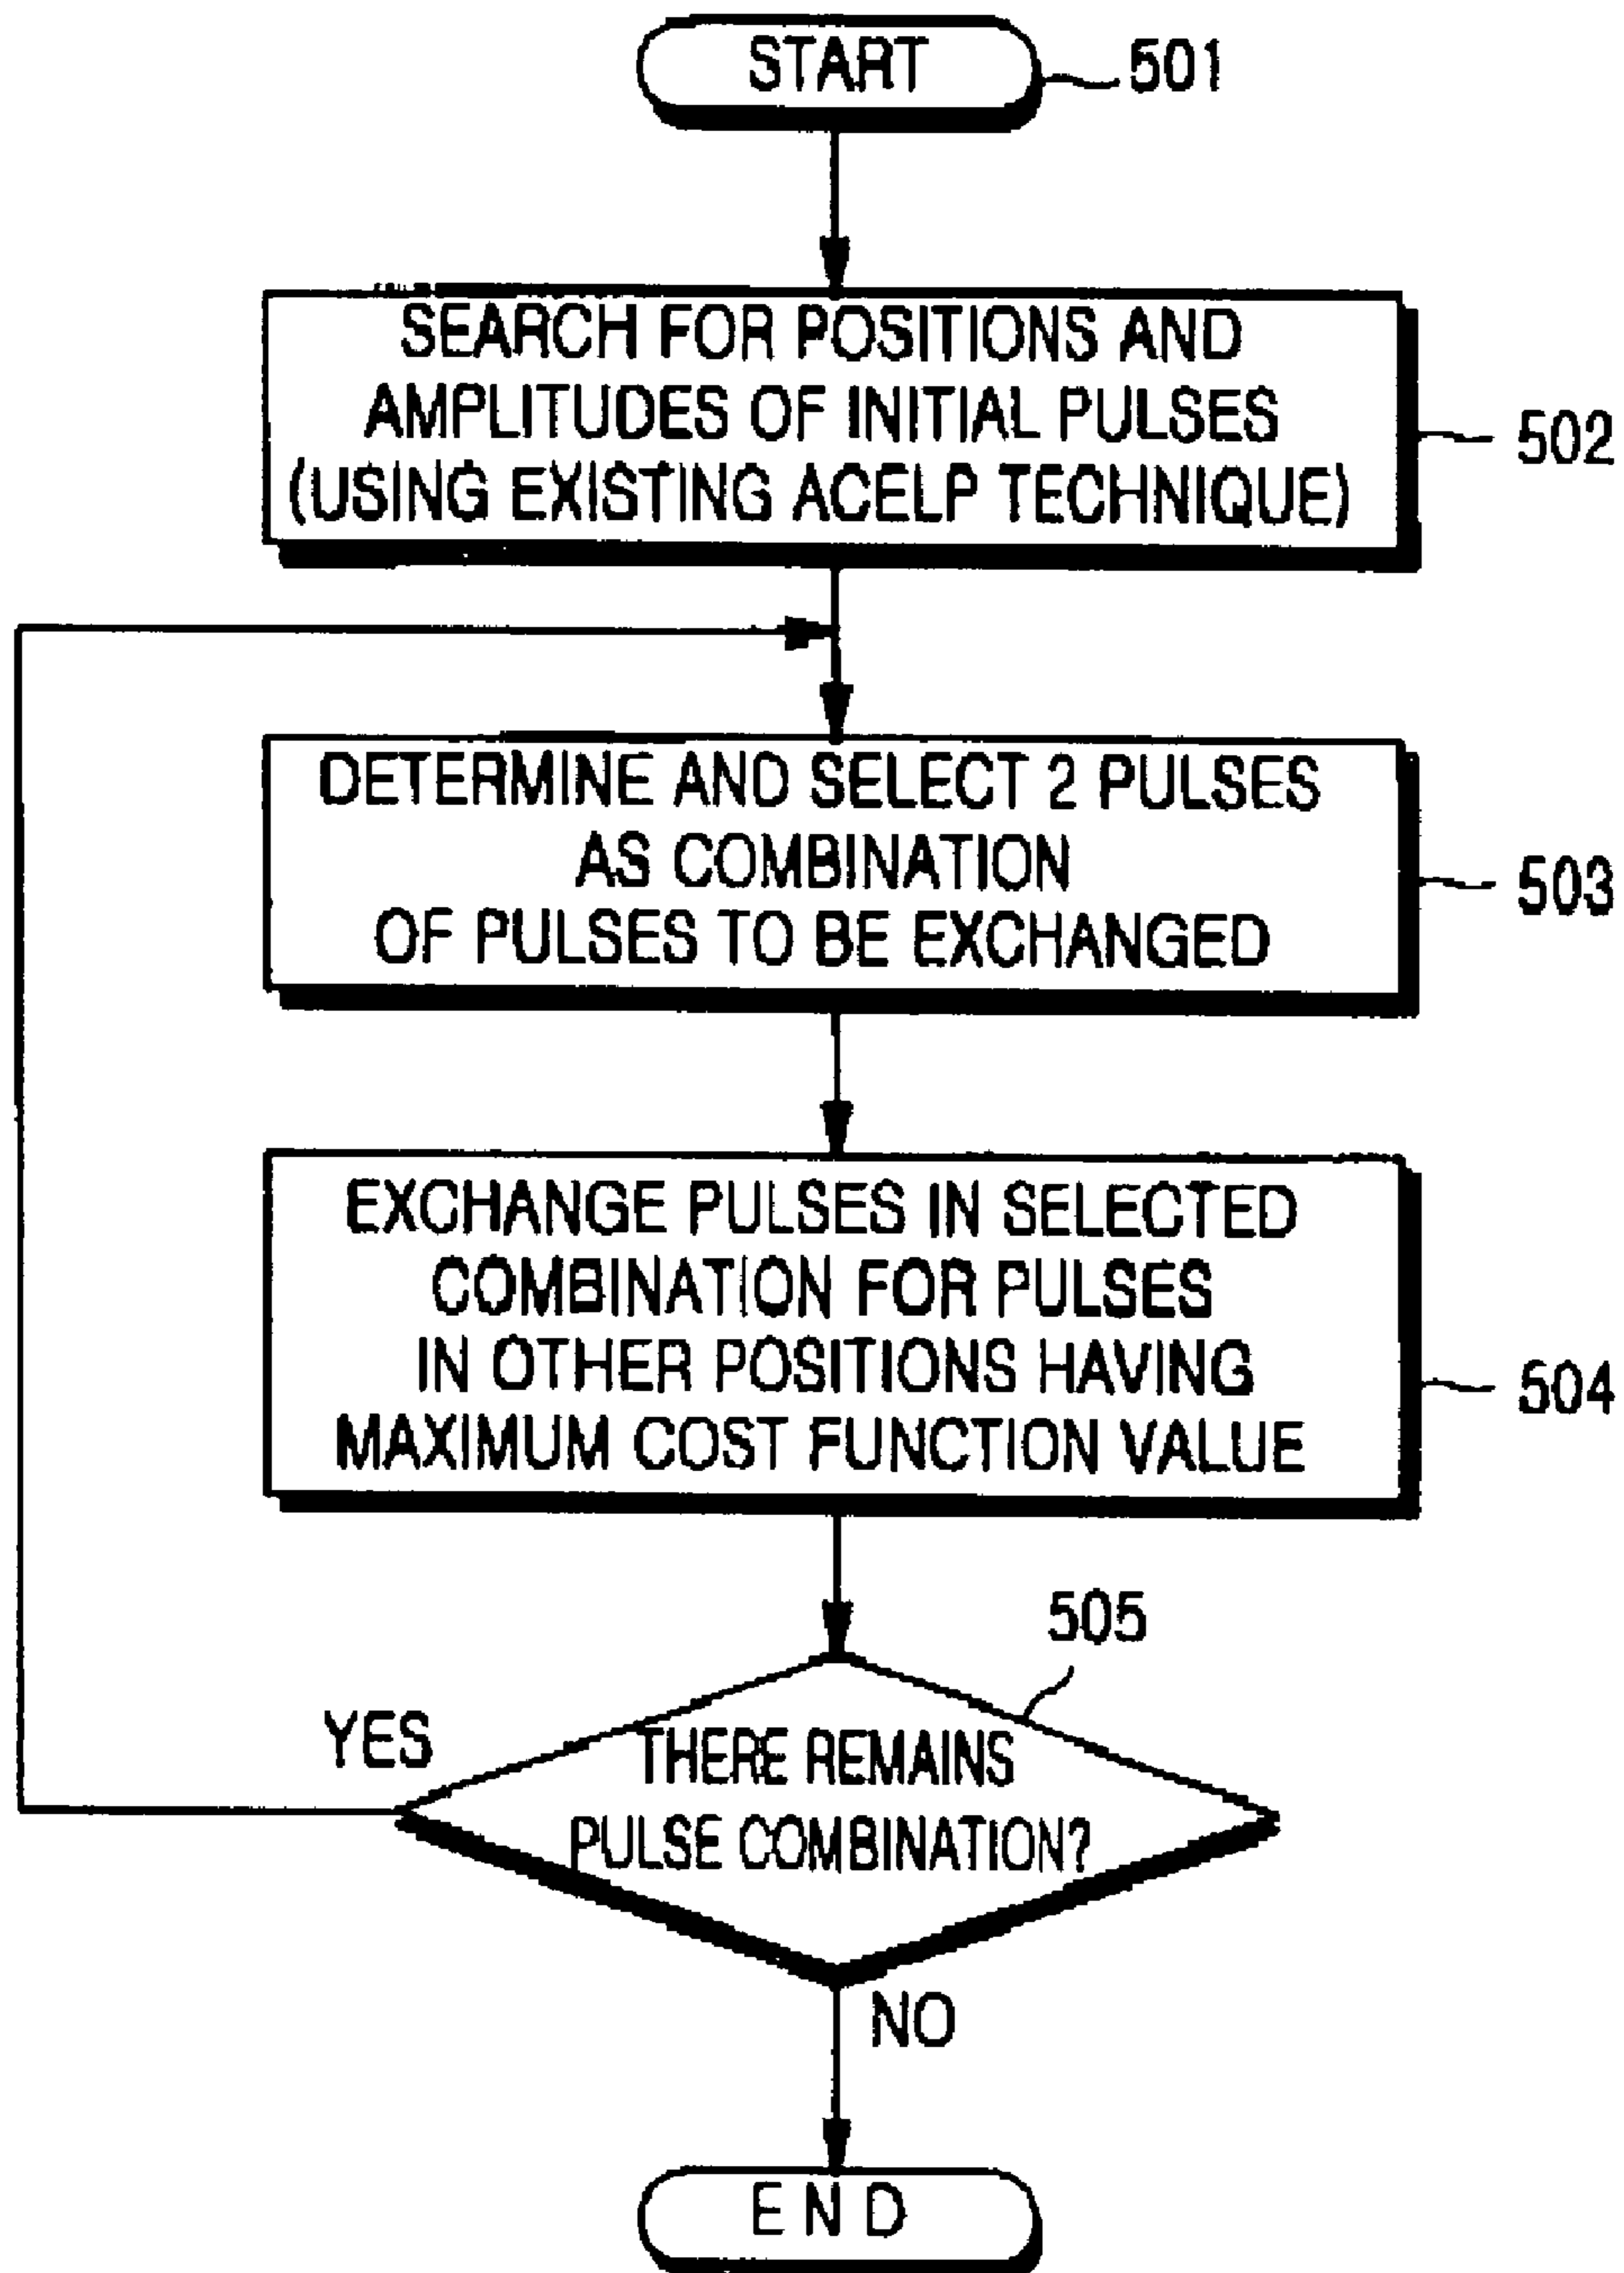 START
501
SEARCH FOR POSITIONS AND
AMPLITUDES OF INITIAL PULSES
(USING EXISTING ACELP TECHNIQUE)
502
DETERMINE AND SELECT 2 PULSES
AS COMBINATION
OF PULSES TO BE EXCHANGED
503
EXCHANGE PULSES IN SELECTED
COMBINATION FOR PULSES
IN OTHER POSITIONS HAVING
MAXIMUM COST FUNCTION VALUE
504
505
YES
THERE REMAINS
PULSE COMBINATION?
NO
END